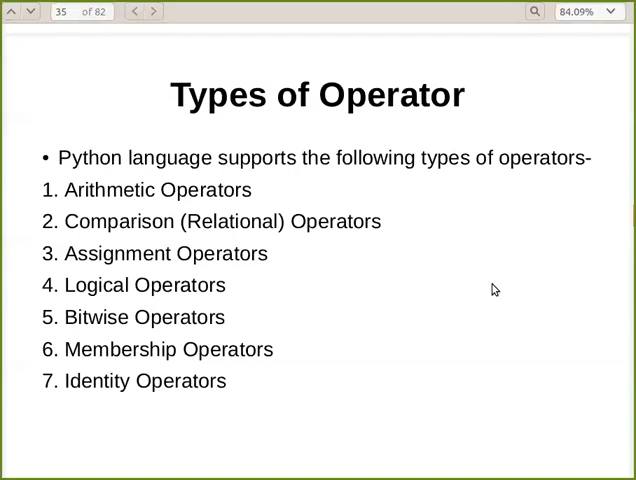 35 of 82
84.09%
Types of Operator
• Python language supports the following types of operators-
1. Arithmetic Operators
2. Comparison (Relational) Operators
3. Assignment Operators
4. Logical Operators
5. Bitwise Operators
6. Membership Operators
7. Identity Operators